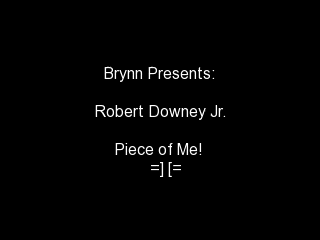 Brynn Presents:
Robert Downey Jr.
Piece of Me!
=] [=